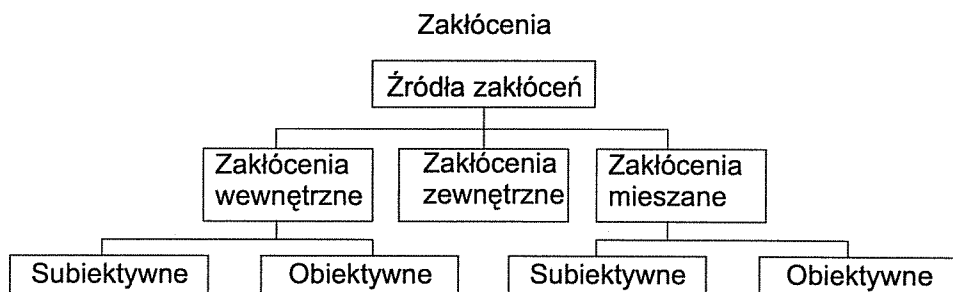 Zakłócenia
Źródła zakłóceń
Zakłócenia
wewnętrzne
Zakłócenia
zewnętrzne
Zakłócenia
mieszane
Subiektywne
Obiektywne
Subiektywne
Obiektywne